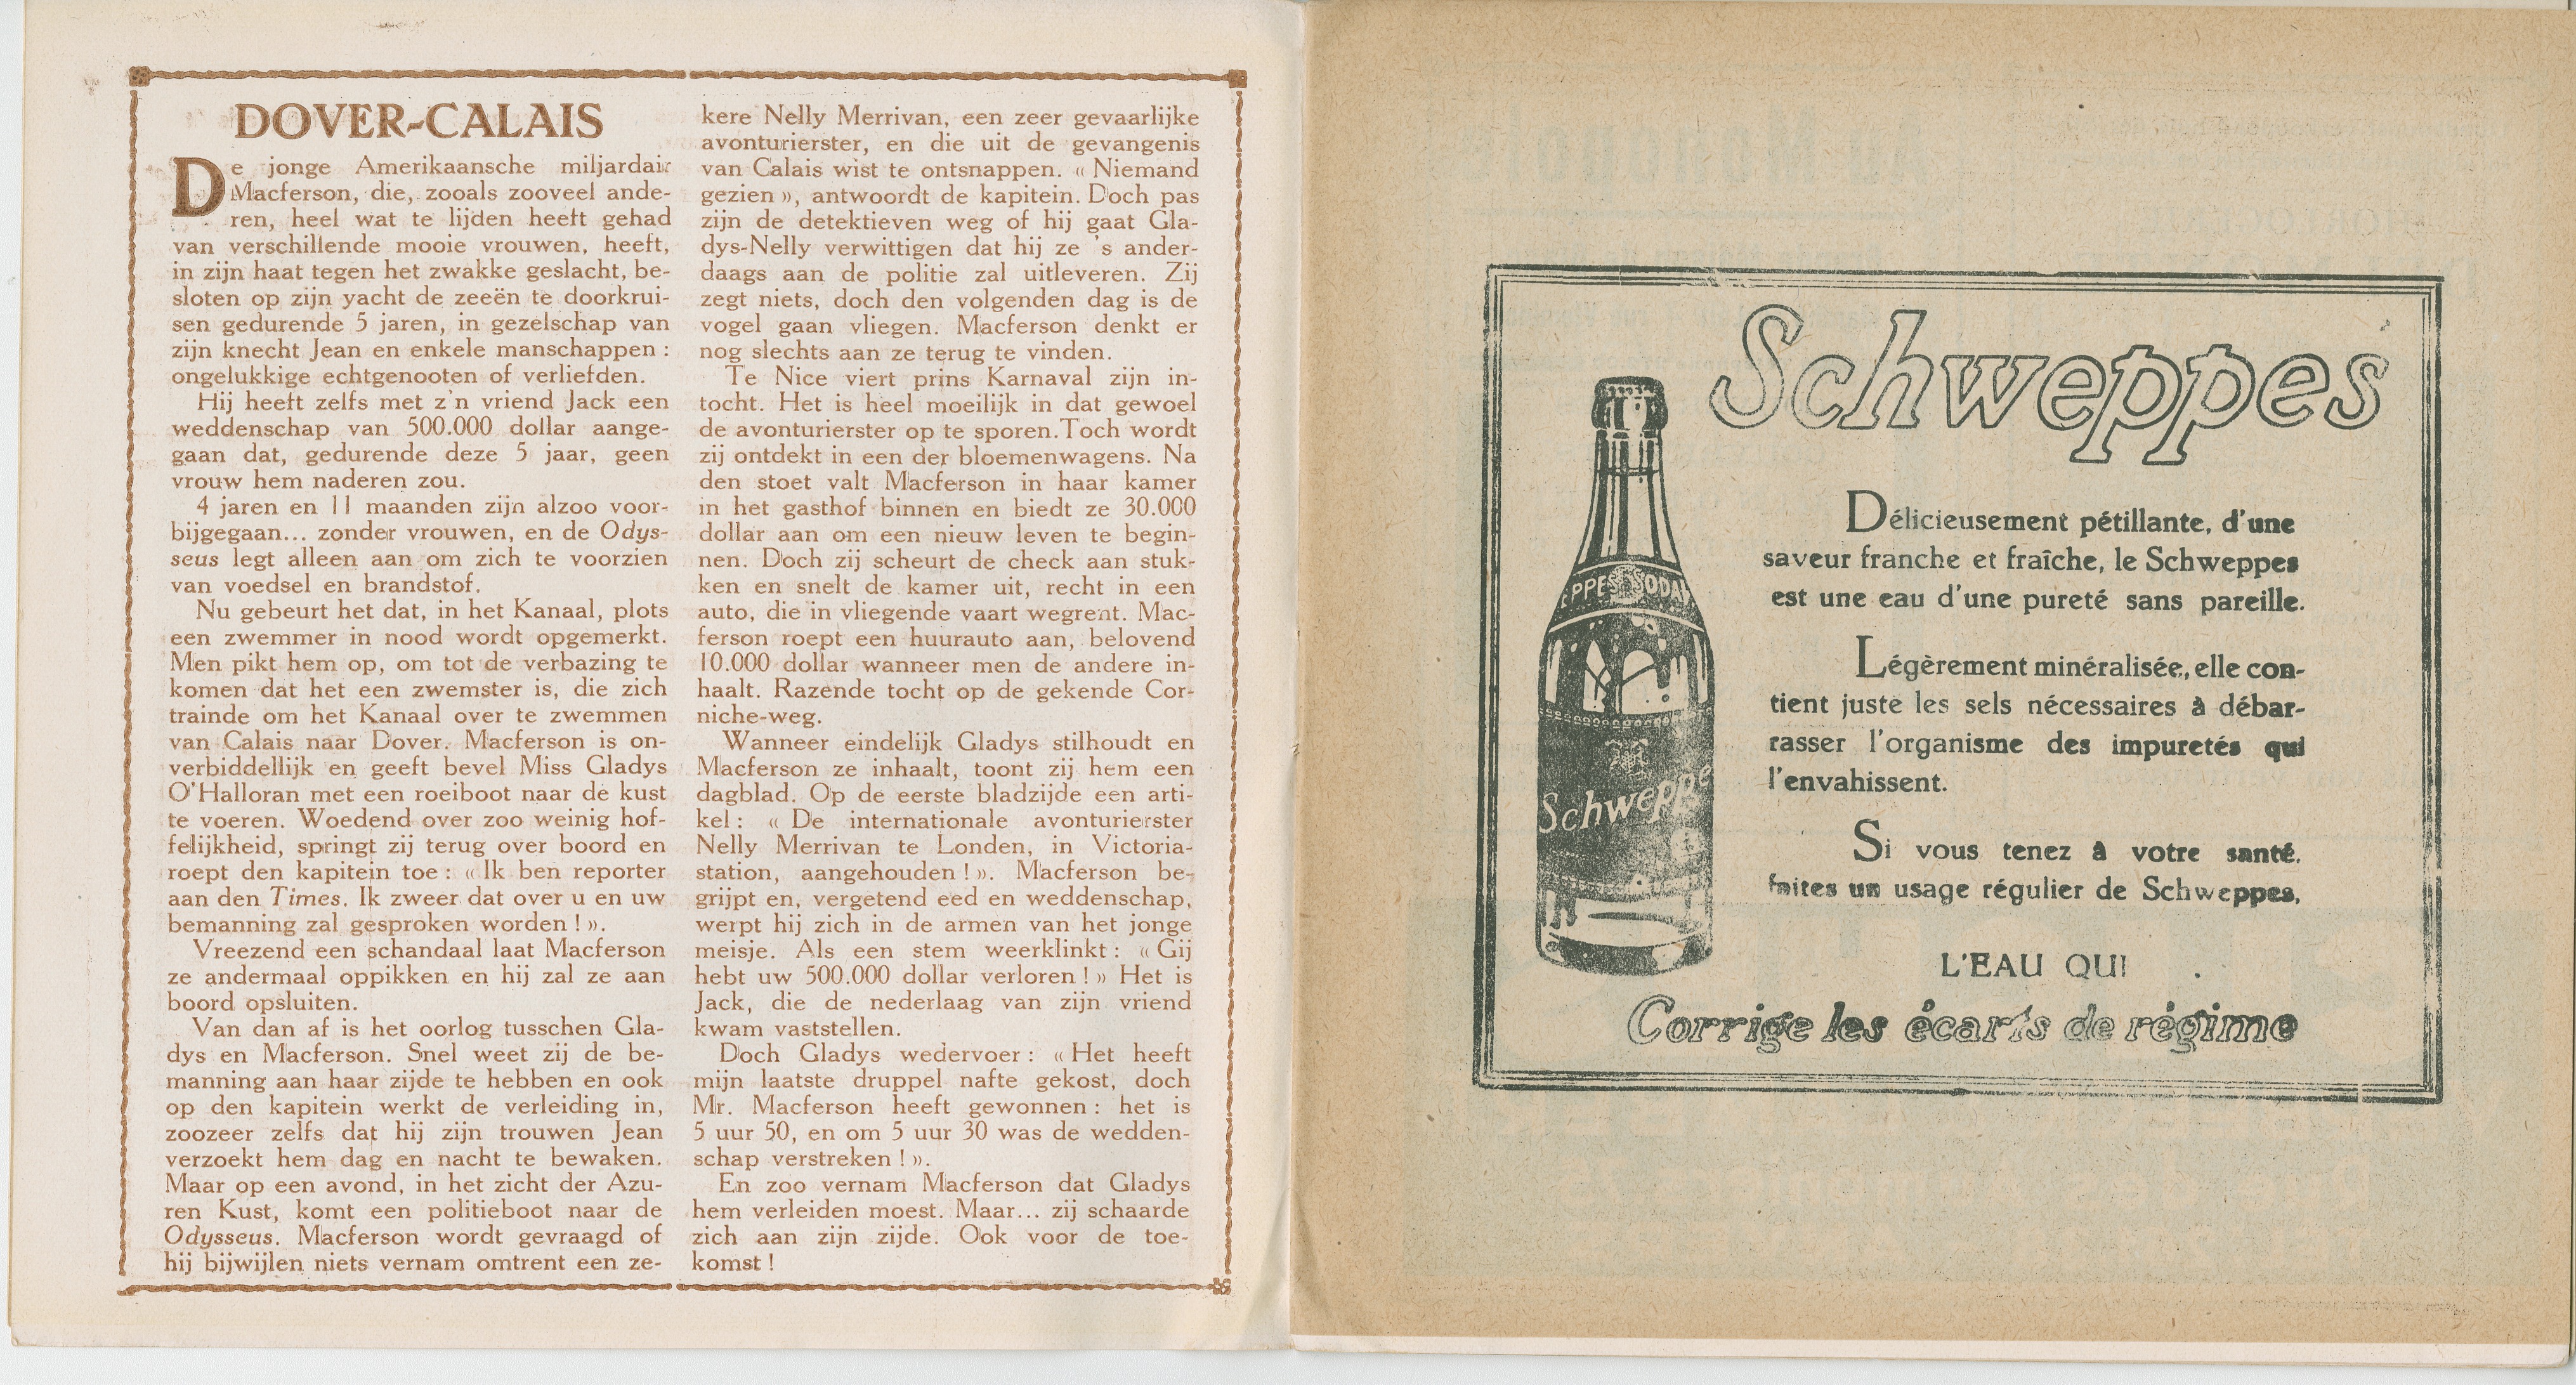 DOVER-CALAIS
De jonge Amerikaansche miljardair
Macferson, die, zooals zooveel ande-
ren, heel wat te lijden heeft gehad
van verschillende mooie vrouwen, heeft,
in zijn haat tegen het zwakke geslacht, be-
sloten op zijn yacht de zeeën te doorkrui-
sen gedurende 5 jaren, in gezelschap van
zijn knecht Jean en enkele manschappen :
ongelukkige echtgenooten of verliefden.
Hij heeft zelfs met z'n vriend Jack een
weddenschap van 500.000 dollar aange-
gaan dat, gedurende deze 5 jaar, geen
vrouw hem naderen zou.
4 jaren en 11 maanden zijn alzoo voor-
bijgegaan... zonder vrouwen, en de Odys-
seus legt alleen aan om zich te voorzien
van voedsel en brandstof.
Nu gebeurt het dat, in het Kanaal, plots
een zwemmer in nood wordt opgemerkt.
Men pikt hem op, om tot de verbazing te
komen dat het een zwemster is, die zich
trainde om het Kanaal over te zwemmen
van Calais naar Dover. Macferson is on-
verbiddellijk en geeft bevel Miss Gladys
O'Halloran met een roeiboot naar de kust
te voeren. Woedend over zoo weinig hof-
felijkheid, springt zij terug over boord en
roept den kapitein toe : « Ik ben reporter
aan den Times. Ik zweer dat over u en uw
bemanning zal gesproken worden ! ».
Vreezend een schandaal laat Macferson
ze andermaal oppikken en hij zal ze aan
boord opsluiten.
Van dan af is het oorlog tusschen Gla-
dys en Macferson. Snel weet zij de be-
manning aan haar zijde te hebben en ook
op den kapitein werkt de verleiding in,
zoozeer zelfs dat hij zijn trouwen Jean
verzoekt hem dag en nacht te bewaken.
Maar op een avond, in het zicht der Azu-
ren Kust, komt een politieboot naar de
Odysseus. Macferson wordt gevraagd of
hij bijwijlen niets vernam omtrent een ze-
kere Nelly Merrivan, een zeer gevaarlijke
avonturierster, en die uit de gevangenis
van Calais wist te ontsnappen. « Niemand
gezien », antwoordt de kapitein. Doch pas
zijn de detektieven weg of hij gaat Gla-
dys-Nelly verwittigen dat hij ze 's ander-
daags aan de politie zal uitleveren. Zij
zegt niets, doch den volgenden dag is de
vogel gaan vliegen. Macferson denkt er
nog slechts aan ze terug te vinden.
Te Nice viert prins Karnaval zijn in-
tocht. Het is heel moeilijk in dat gewoel
de avonturierster op te sporen. Toch wordt
zij ontdekt in een der bloemenwagens. Na
den stoet valt Macferson in haar kamer
in het gasthof binnen en biedt ze 30.000
dollar aan om een nieuw leven te begin-
nen. Doch zij scheurt de check aan stuk-
ken en snelt de kamer uit, recht in een
auto, die in vliegende vaart wegrent. Mac-
ferson roept een huurauto aan, belovend
10.000 dollar wanneer men de andere in-
haalt. Razende tocht op de gekende Cor-
niche-weg.
Wanneer eindelijk Gladys stilhoudt en
Macferson ze inhaalt, toont zij hem een
dagblad. Op de eerste bladzijde een arti-
kel : « De internationale avonturierster
Nelly Merrivan te Londen, in Victoria-
station, aangehouden ! ». Macferson be-
grijpt en, vergetend eed en weddenschap,
werpt hij zich in de armen van het jonge
meisje. Als een stem weerklinkt : « Gij
hebt uw 500.000 dollar verloren ! » Het is
Jack, die de nederlaag van zijn vriend
kwam vaststellen.
Doch Gladys wedervoer : « Het heeft
mijn laatste druppel nafte gekost, doch
Mr. Macferson heeft gewonnen : het is
5 uur 50, en om 5 uur 30 was de wedden-
schap verstreken ! ».
En zoo vernam Macferson dat Gladys
hem verleiden moest. Maar... zij schaarde
zich aan zijn zijde. Ook voor de toe-
komst !
Schweppes
Délicieusement pétillante, d'une
saveur franche et fraîche, le Schweppes
est une eau d'une pureté sans pareille.
Légèrement minéralisée, elle con-
tient juste les sels nécessaires à débar-
rasser l'organisme des impuretés qui
l'envahissent.
Si vous tenez à votre santé,
faites un usage régulier de Schweppes,
L'EAU QUI
Corrige les écarts de régime
PPES SODA
Schweppe